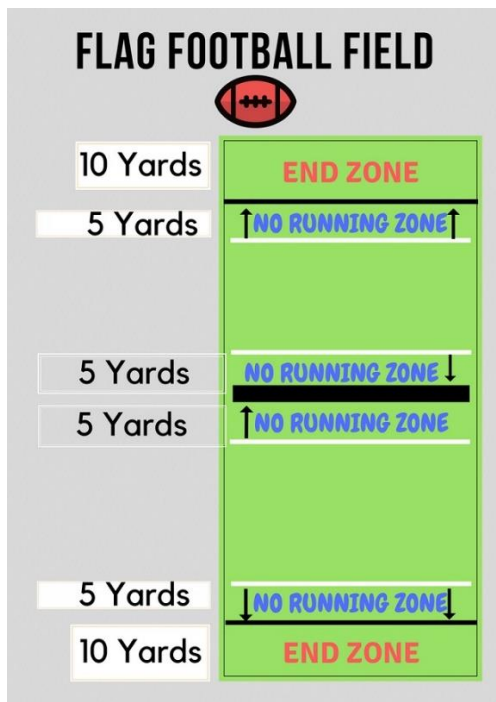 FLAG FOOTBALL FIELD
10 Yards
END ZONE
5 Yards
NO RUNNING ZONE
5 Yards
NO RUNNING ZONE
5 Yards
NO RUNNING ZONE
5 Yards
NO RUNNING ZONE
10 Yards
END ZONE